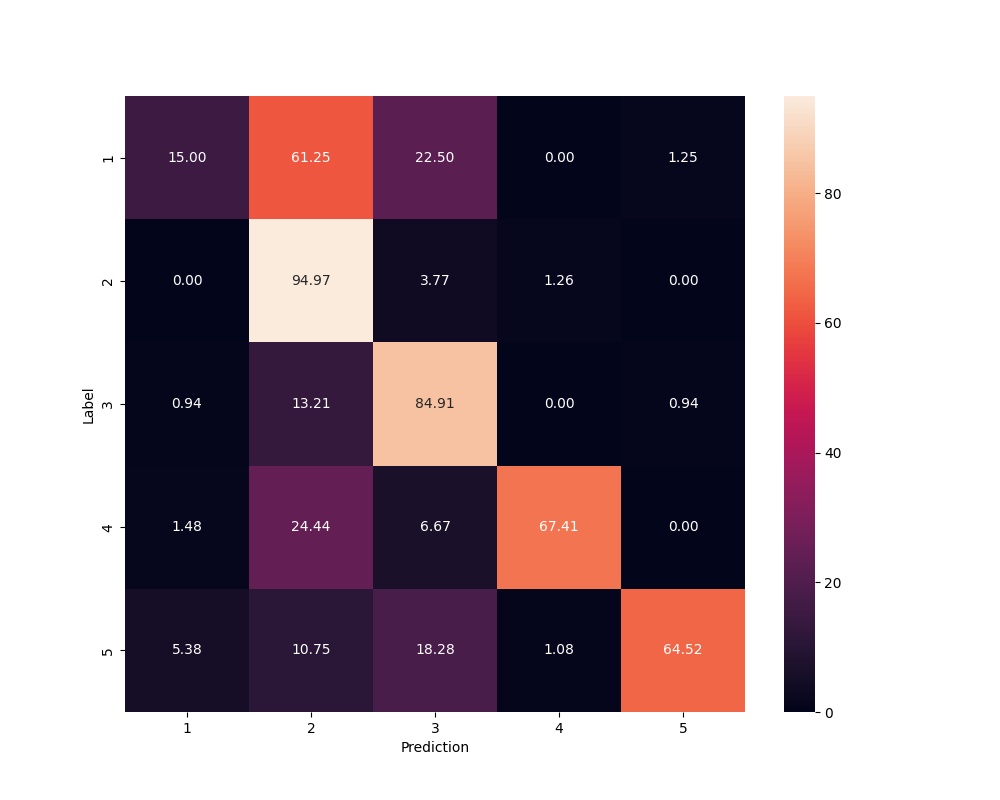 1 15.00 61.25 22.50 0.00 1.25
2 0.00 94.97 3.77 1.26 0.00
3 0.94 13.21 84.91 0.00 0.94
4 1.48 24.44 6.67 67.41 0.00
5 5.38 10.75 18.28 1.08 64.52
1 2 3 4 5
Prediction
Label
80
60
40
20
0